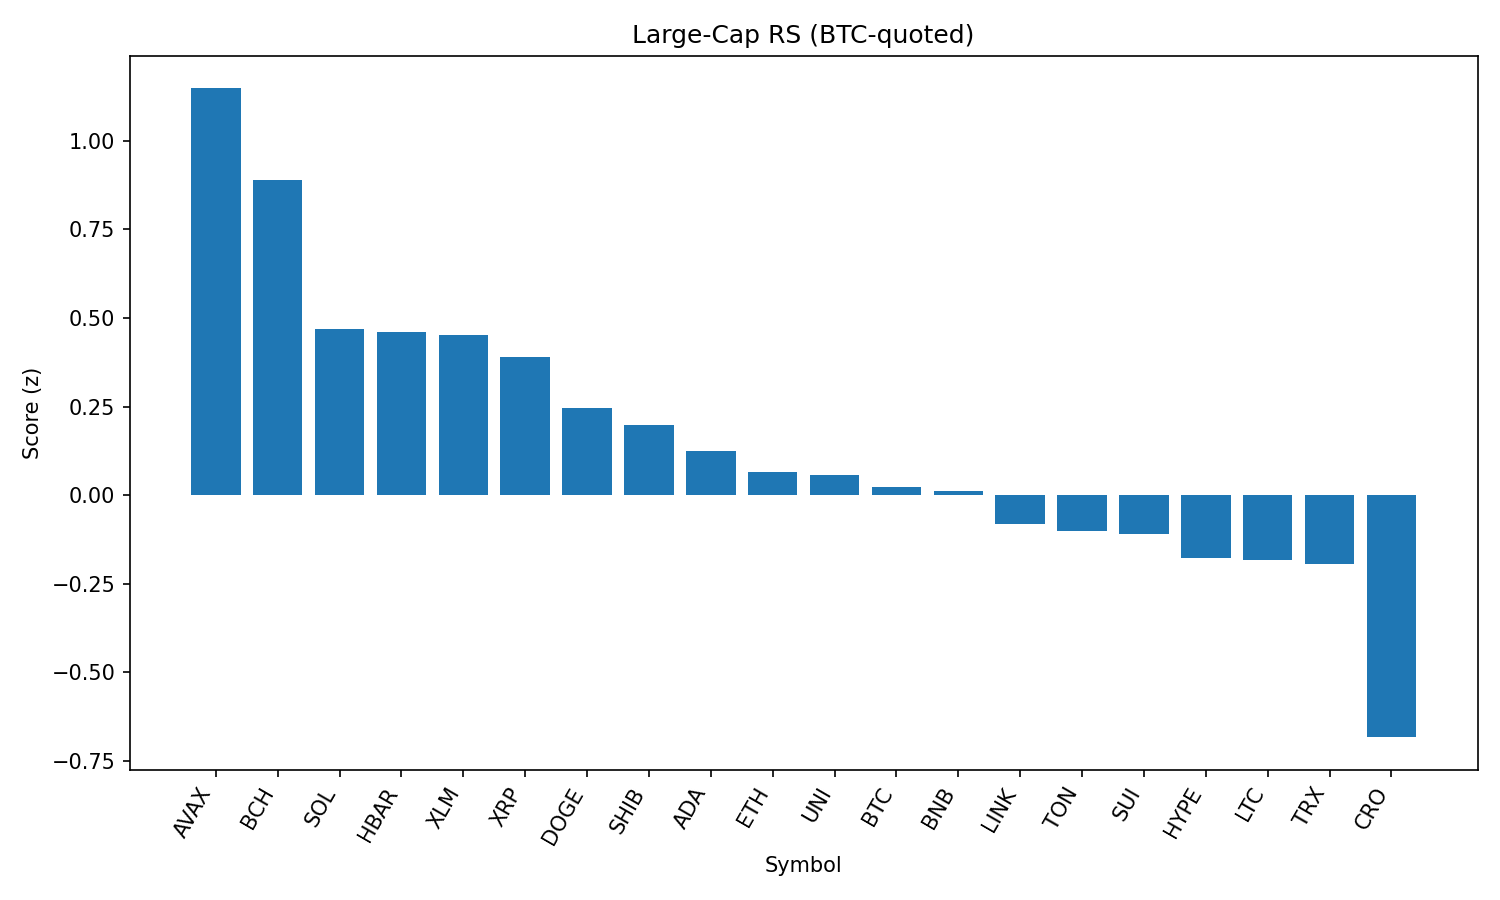 Large-Cap RS (BTC-quoted)
Score (z)
1.00
0.75
0.50
0.25
0.00
−0.25
−0.50
−0.75
AVAX
BCH
SOL
HBAR
XLM
XRP
DOGE
SHIB
ADA
ETH
UNI
BTC
BNB
LINK
TON
SUI
HYPE
LTC
TRX
CRO
Symbol